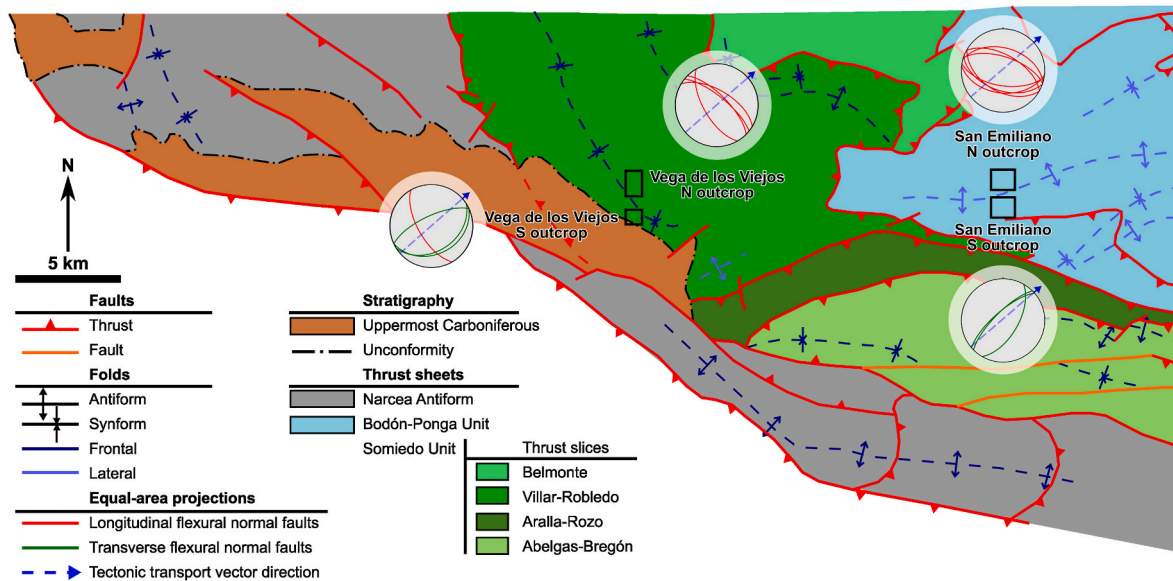 San Emiliano
N outcrop
Vega de los Viejos
N outcrop
Vega de los Viejos
S outcrop
San Emiliano
S outcrop
N
5 km
Faults
Thrust
Fault
Folds
Antiform
Synform
Frontal
Lateral
Equal-area projections
Longitudinal flexural normal faults
Transverse flexural normal faults
Tectonic transport vector direction
Stratigraphy
Uppermost Carboniferous
Unconformity
Thrust sheets
Narcea Antiform
Bodón-Ponga Unit
Somiedo Unit
Thrust slices
Belmonte
Villar-Robledo
Aralla-Rozo
Abelgas-Bregón